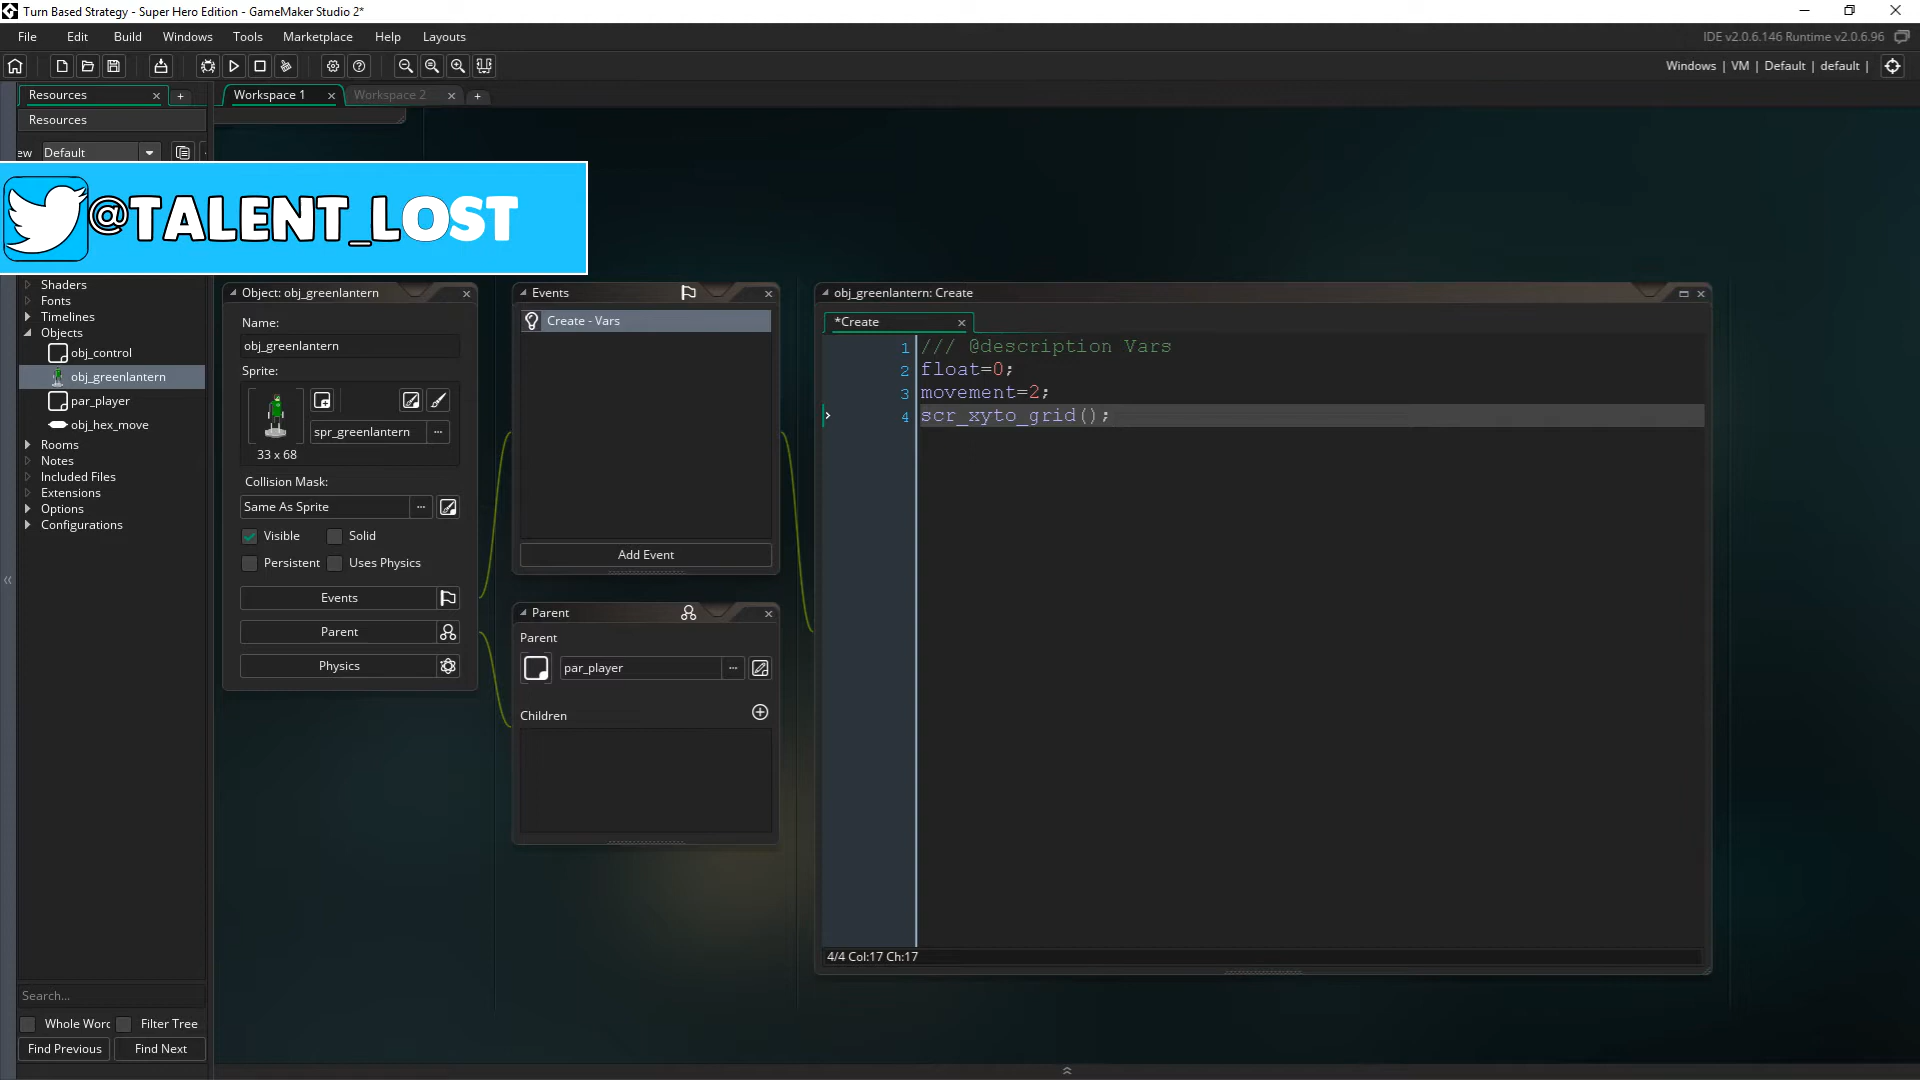 Turn Based Strategy - Super Hero Edition - GameMaker Studio 2*
File Edit Build Windows Tools Marketplace Help Layouts
IDE v2.0.6.146 Runtime v2.0.6.96
Windows | VM | Default | default |
Resources
Workspace 1
Workspace 2
Resources
ew Default
@TALENT_LOST
Shaders
Fonts
Timelines
Objects
obj_control
obj_greenlantern
par_player
obj_hex_move
Rooms
Notes
Included Files
Extensions
Options
Configurations
Search...
Whole Word
Filter Tree
Find Previous
Find Next
Object: obj_greenlantern
Name:
obj_greenlantern
Sprite:
spr_greenlantern
33 x 68
Collision Mask:
Same As Sprite
Visible
Solid
Persistent
Uses Physics
Events
Parent
Physics
Events
Create - Vars
Add Event
Parent
Parent
par_player
Children
obj_greenlantern: Create
*Create
1 /// @description Vars
2 float=0;
3 movement=2;
4 scr_xyto_grid();
4/4 Col:17 Ch:17